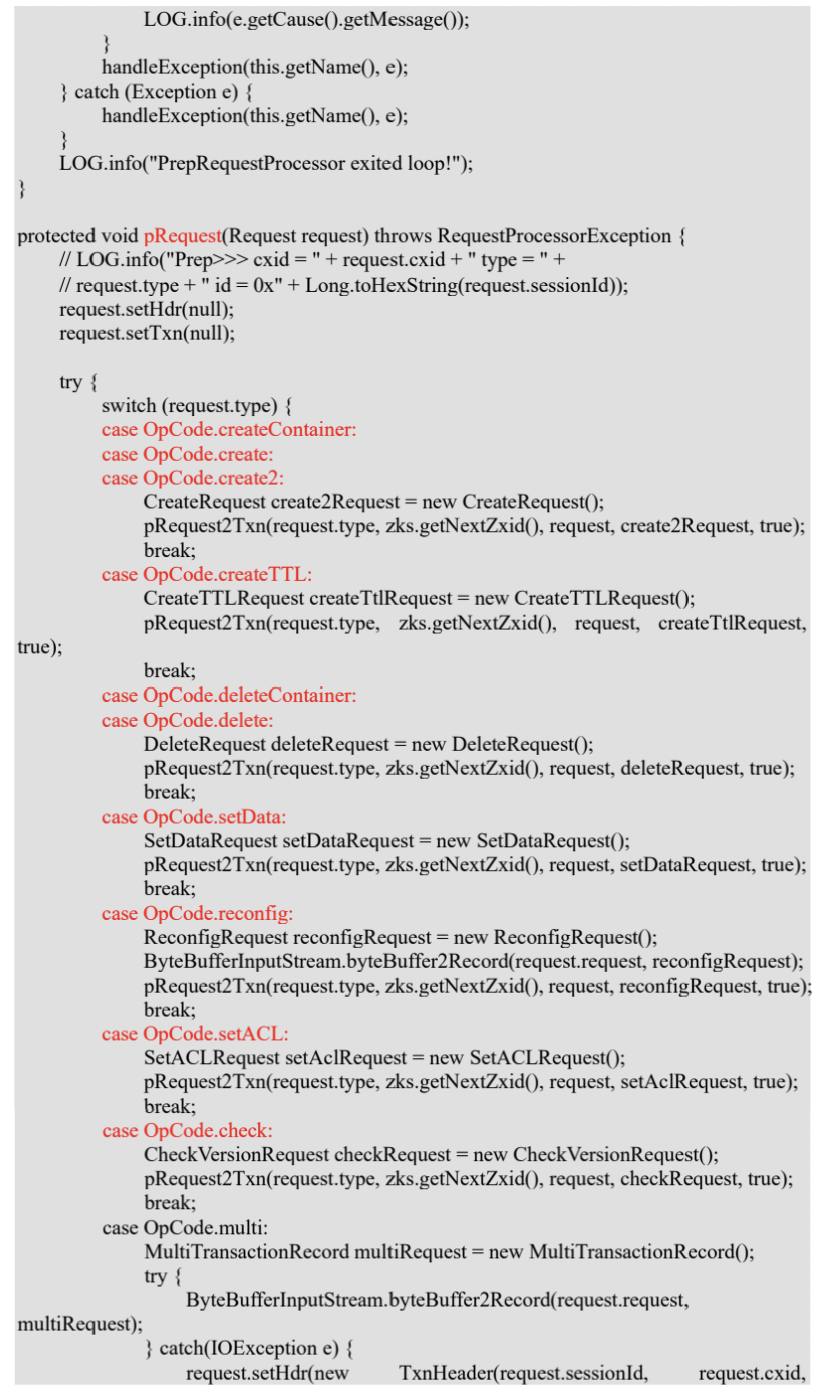 LOG.info(e.getCause().getMessage());
}
handleException(this.getName(), e);
} catch (Exception e) {
handleException(this.getName(), e);
}
LOG.info("PrepRequestProcessor exited loop!");
}
protected void pRequest(Request request) throws RequestProcessorException {
// LOG.info("Prep>>> cxid = " + request.cxid + " type = " +
// request.type + " id = 0x" + Long.toHexString(request.sessionId));
request.setHdr(null);
request.setTxn(null);
try {
switch (request.type) {
case OpCode.createContainer:
case OpCode.create:
case OpCode.create2:
CreateRequest create2Request = new CreateRequest();
pRequest2Txn(request.type, zks.getNextZxid(), request, create2Request, true);
break;
case OpCode.createTTL:
CreateTTLRequest createTtlRequest = new CreateTTLRequest();
pRequest2Txn(request.type, zks.getNextZxid(), request, createTtlRequest,
true);
break;
case OpCode.deleteContainer:
case OpCode.delete:
DeleteRequest deleteRequest = new DeleteRequest();
pRequest2Txn(request.type, zks.getNextZxid(), request, deleteRequest, true);
break;
case OpCode.setData:
SetDataRequest setDataRequest = new SetDataRequest();
pRequest2Txn(request.type, zks.getNextZxid(), request, setDataRequest, true);
break;
case OpCode.reconfig:
ReconfigRequest reconfigRequest = new ReconfigRequest();
ByteBufferInputStream.byteBuffer2Record(request.request, reconfigRequest);
pRequest2Txn(request.type, zks.getNextZxid(), request, reconfigRequest, true);
break;
case OpCode.setACL:
SetACLRequest setAclRequest = new SetACLRequest();
pRequest2Txn(request.type, zks.getNextZxid(), request, setAclRequest, true);
break;
case OpCode.check:
CheckVersionRequest checkRequest = new CheckVersionRequest();
pRequest2Txn(request.type, zks.getNextZxid(), request, checkRequest, true);
break;
case OpCode.multi:
MultiTransactionRecord multiRequest = new MultiTransactionRecord();
try {
ByteBufferInputStream.byteBuffer2Record(request.request,
multiRequest);
} catch(IOException e) {
request.setHdr(new TxnHeader(request.sessionId, request.cxid,